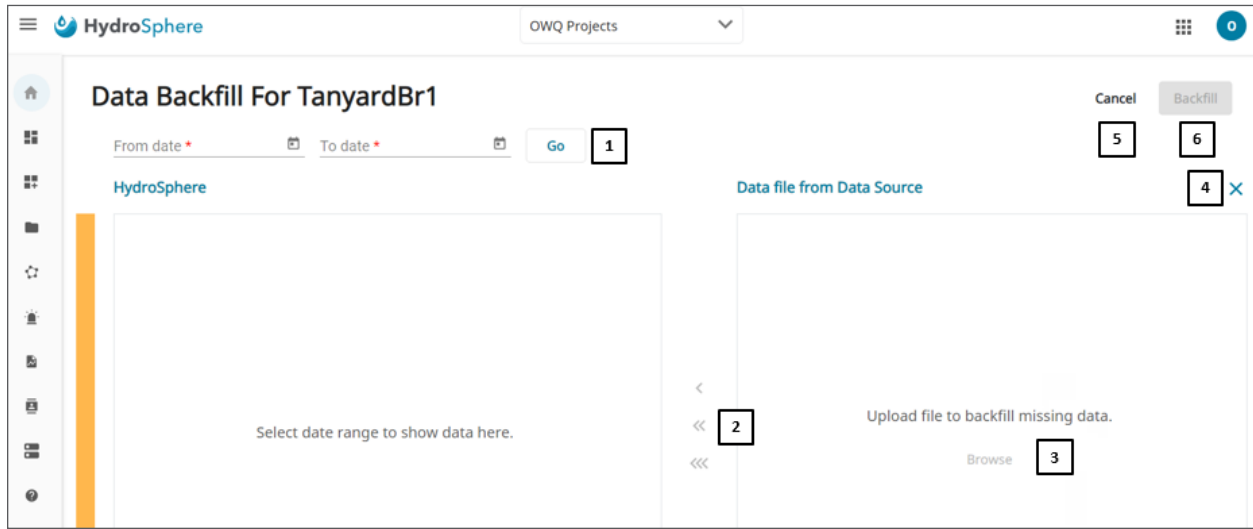 HydroSphere
OWQ Projects
O
Data Backfill For TanyardBr1
Cancel
Backfill
From date *
To date *
Go
1
5
6
HydroSphere
Data file from Data Source
4
Select date range to show data here.
2
Upload file to backfill missing data.
Browse
3